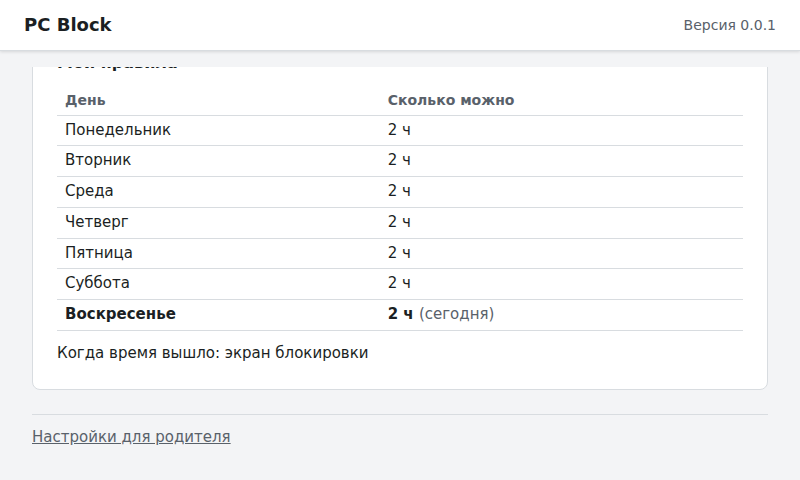 PC Block
Версия 0.0.1
День Сколько можно
Понедельник 2 ч
Вторник 2 ч
Среда 2 ч
Четверг 2 ч
Пятница 2 ч
Суббота 2 ч
Воскресенье 2 ч (сегодня)
Когда время вышло: экран блокировки
Настройки для родителя